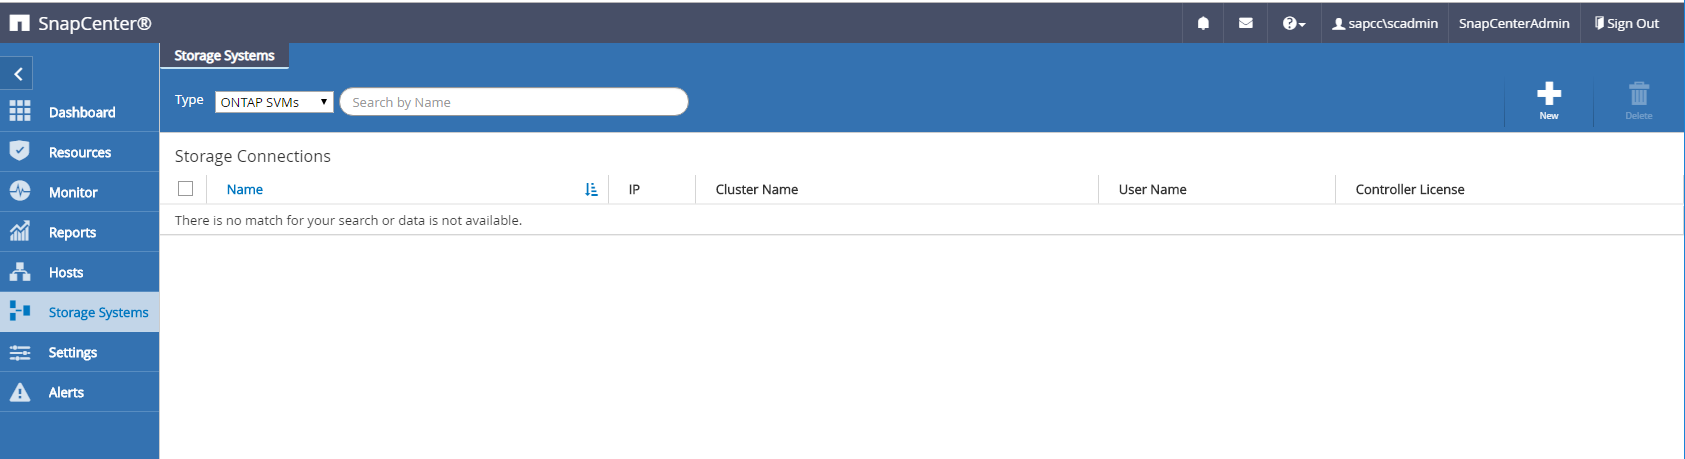 SnapCenter® sapcc\scadmin SnapCenterAdmin Sign Out
Storage Systems
Type ONTAP SVMs Search by Name
New Delete
Dashboard
Resources
Monitor
Reports
Hosts
Storage Systems
Settings
Alerts
Storage Connections
Name IP Cluster Name User Name Controller License
There is no match for your search or data is not available.